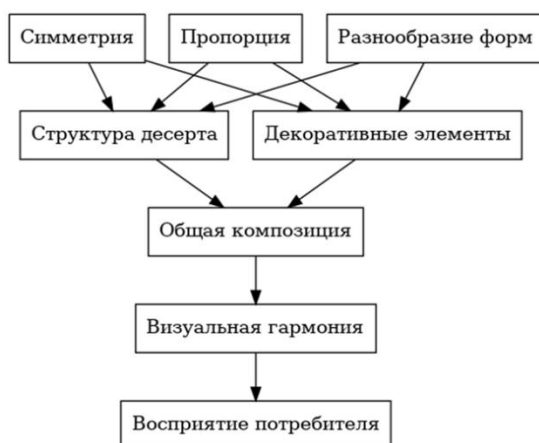 Симметрия
Пропорция
Разнообразие форм
Структура десерта
Декоративные элементы
Общая композиция
Визуальная гармония
Восприятие потребителя